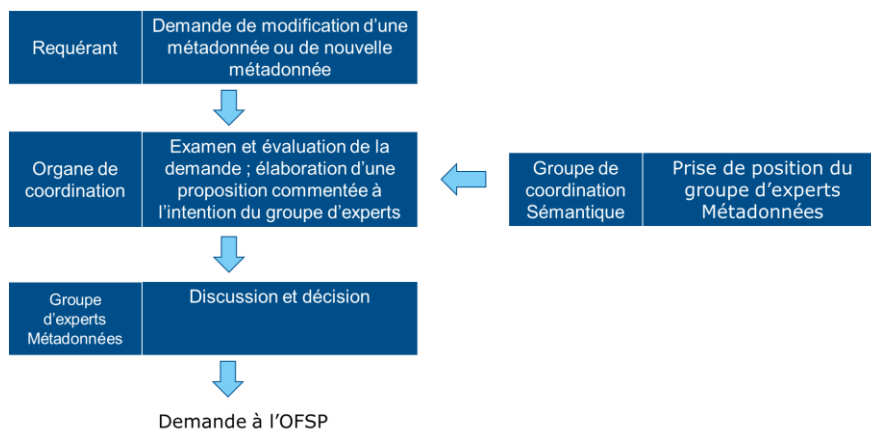 Requérant
Demande de modification d'une
métadonnée ou de nouvelle
métadonnée
Organe de
coordination
Examen et évaluation de la
demande ; élaboration d'une
proposition commentée à
l'intention du groupe d'experts
Groupe de
coordination
Sémantique
Prise de position du
groupe d'experts
Métadonnées
Groupe
d'experts
Métadonnées
Discussion et décision
Demande à l'OFSP